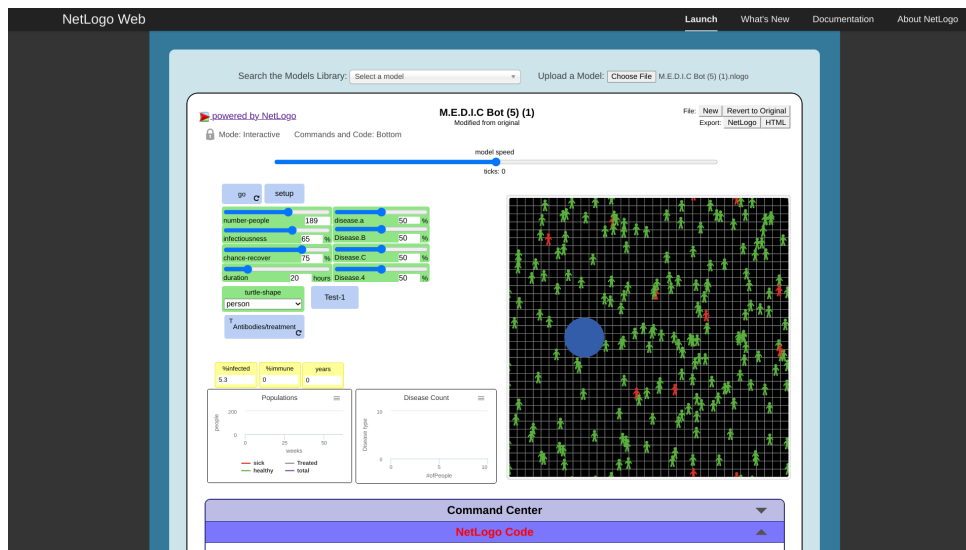 NetLogo Web
Launch What's New Documentation About NetLogo
Search the Models Library: Select a model
Upload a Model: Choose File M.E.D.I.C Bot (5) (1).nlogo
powered by NetLogo
M.E.D.I.C Bot (5) (1)
Modified from original
File: New Revert to Original
Export: NetLogo HTML
Mode: Interactive Commands and Code: Bottom
model speed
ticks: 0
go setup
number-people 189 disease.a 50 %
infectiousness 65 % Disease.B 50 %
chance-recover 75 % Disease.C 50 %
duration 20 hours Disease.4 50 %
turtle-shape
person
Test-1
T
Antibodies/treatment
%infected %immune years
5.3 0 0
Populations
people
200
0
0 25 50
weeks
sick Treated
healthy total
Disease Count
Disease type
10
0
0 5 10
#ofPeople
Command Center
NetLogo Code